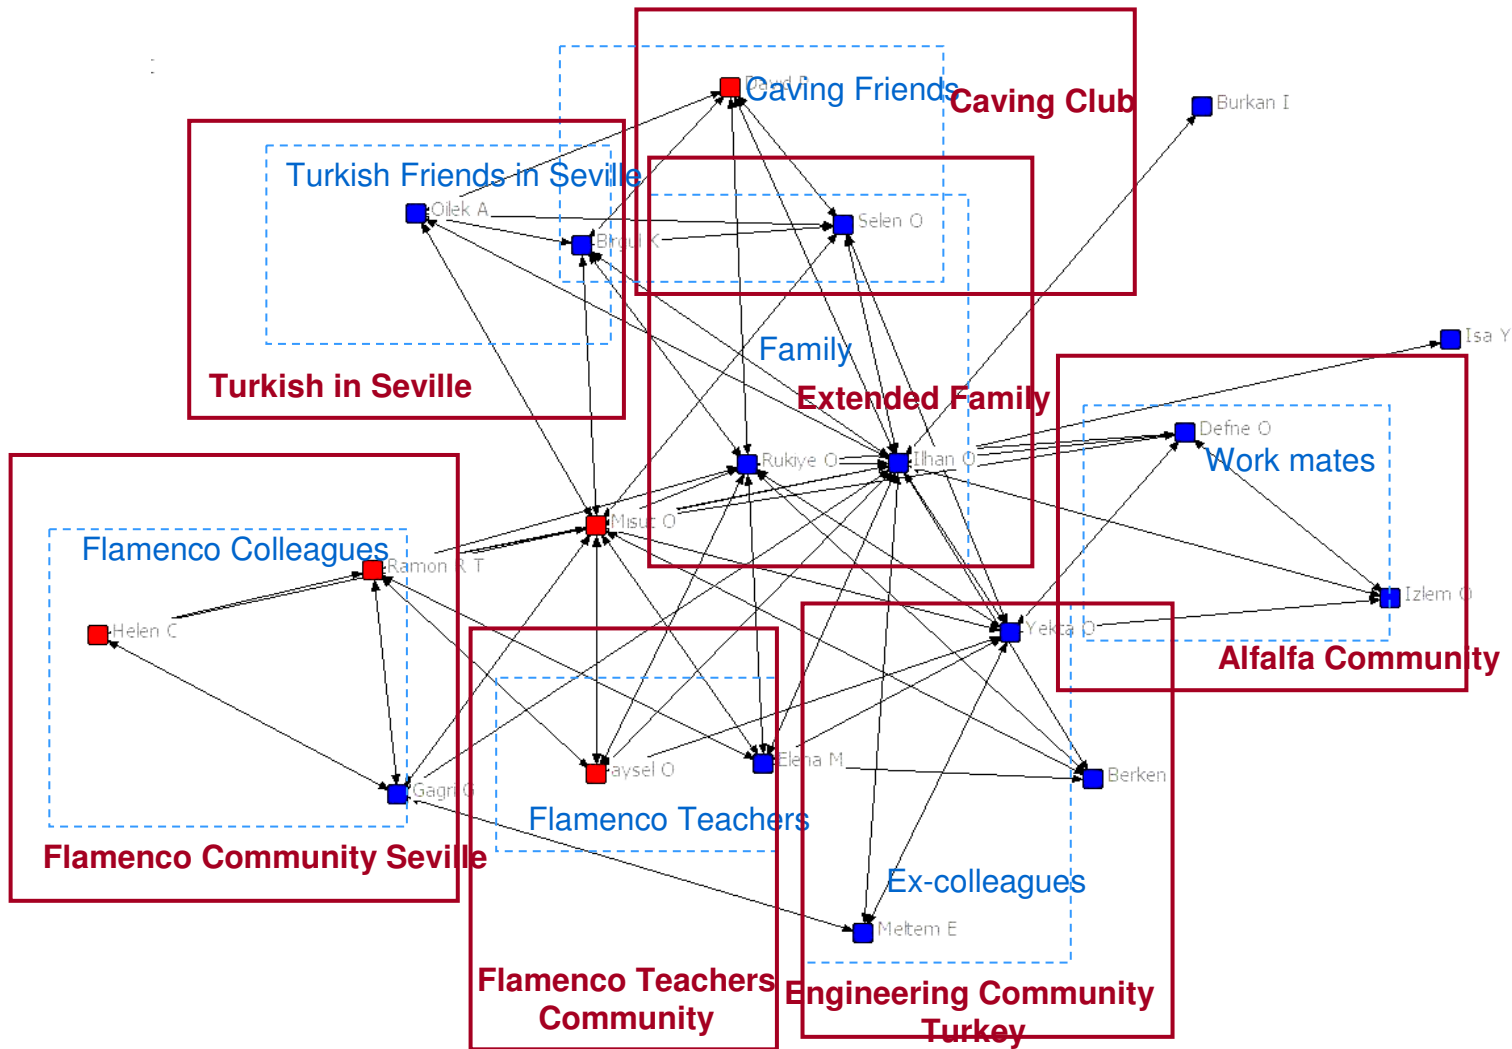 Caving Friends
Caving Club
Burkan I
Turkish Friends in Seville
Oilek A
Selen O
Birgul K
Isa Y
Family
Turkish in Seville
Extended Family
Defne O
Rukiye O
Ilhan O
Work mates
Misut O
Flamenco Colleagues
Ramon R T
Izlem O
Helen C
Yekta O
Alfalfa Community
aysel O
Elena M
Berken
Gagri G
Flamenco Teachers
Flamenco Community Seville
Ex-colleagues
Meltem E
Flamenco Teachers
Community
Engineering Community
Turkey